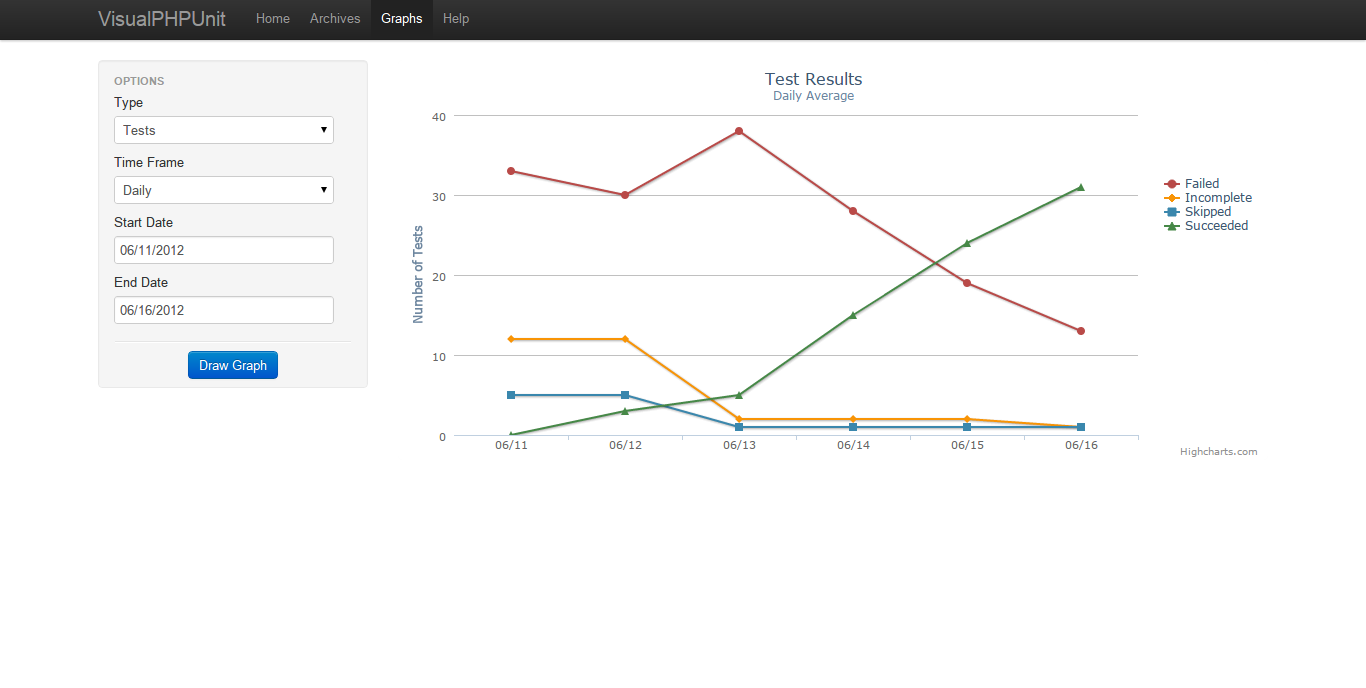 VisualPHPUnit Home Archives Graphs Help
OPTIONS
Type
Tests
Time Frame
Daily
Start Date
06/11/2012
End Date
06/16/2012
Draw Graph
Test Results
Daily Average
Number of Tests
40
30
20
10
0
06/11 06/12 06/13 06/14 06/15 06/16
Failed
Incomplete
Skipped
Succeeded
Highcharts.com